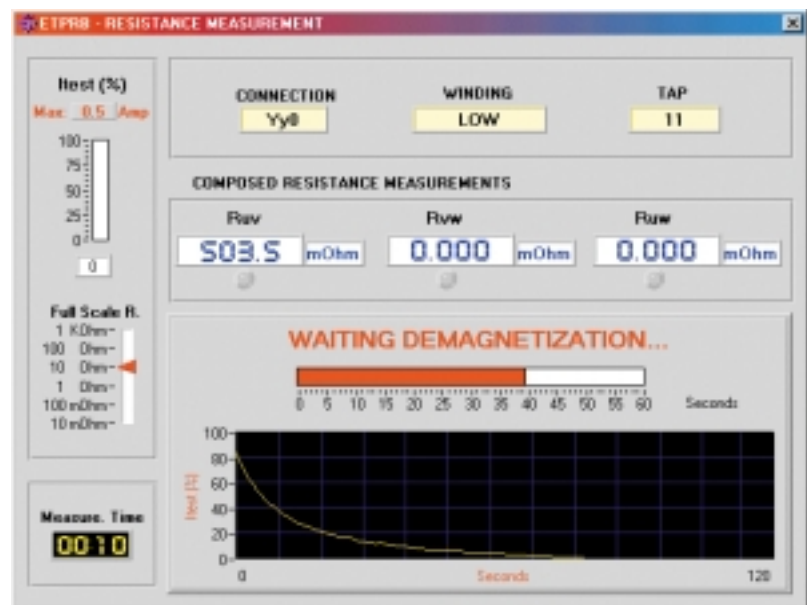 ETPR8 - RESISTANCE MEASUREMENT
Itest (%)
Max: 0.5 Amp
100
75
50
25
0
0
Full Scale R.
1 KOhm
100 Ohm
10 Ohm
1 Ohm
100 mOhm
10 mOhm
Measure. Time
00:10
CONNECTION
Yy0
WINDING
LOW
TAP
11
COMPOSED RESISTANCE MEASUREMENTS
Ruv
503.5 mOhm
Rvw
0.000 mOhm
Ruw
0.000 mOhm
WAITING DEMAGNETIZATION...
0 5 10 15 20 25 30 35 40 45 50 55 60 Seconds
Itest (%)
100
80
60
40
20
0
0 Seconds 120